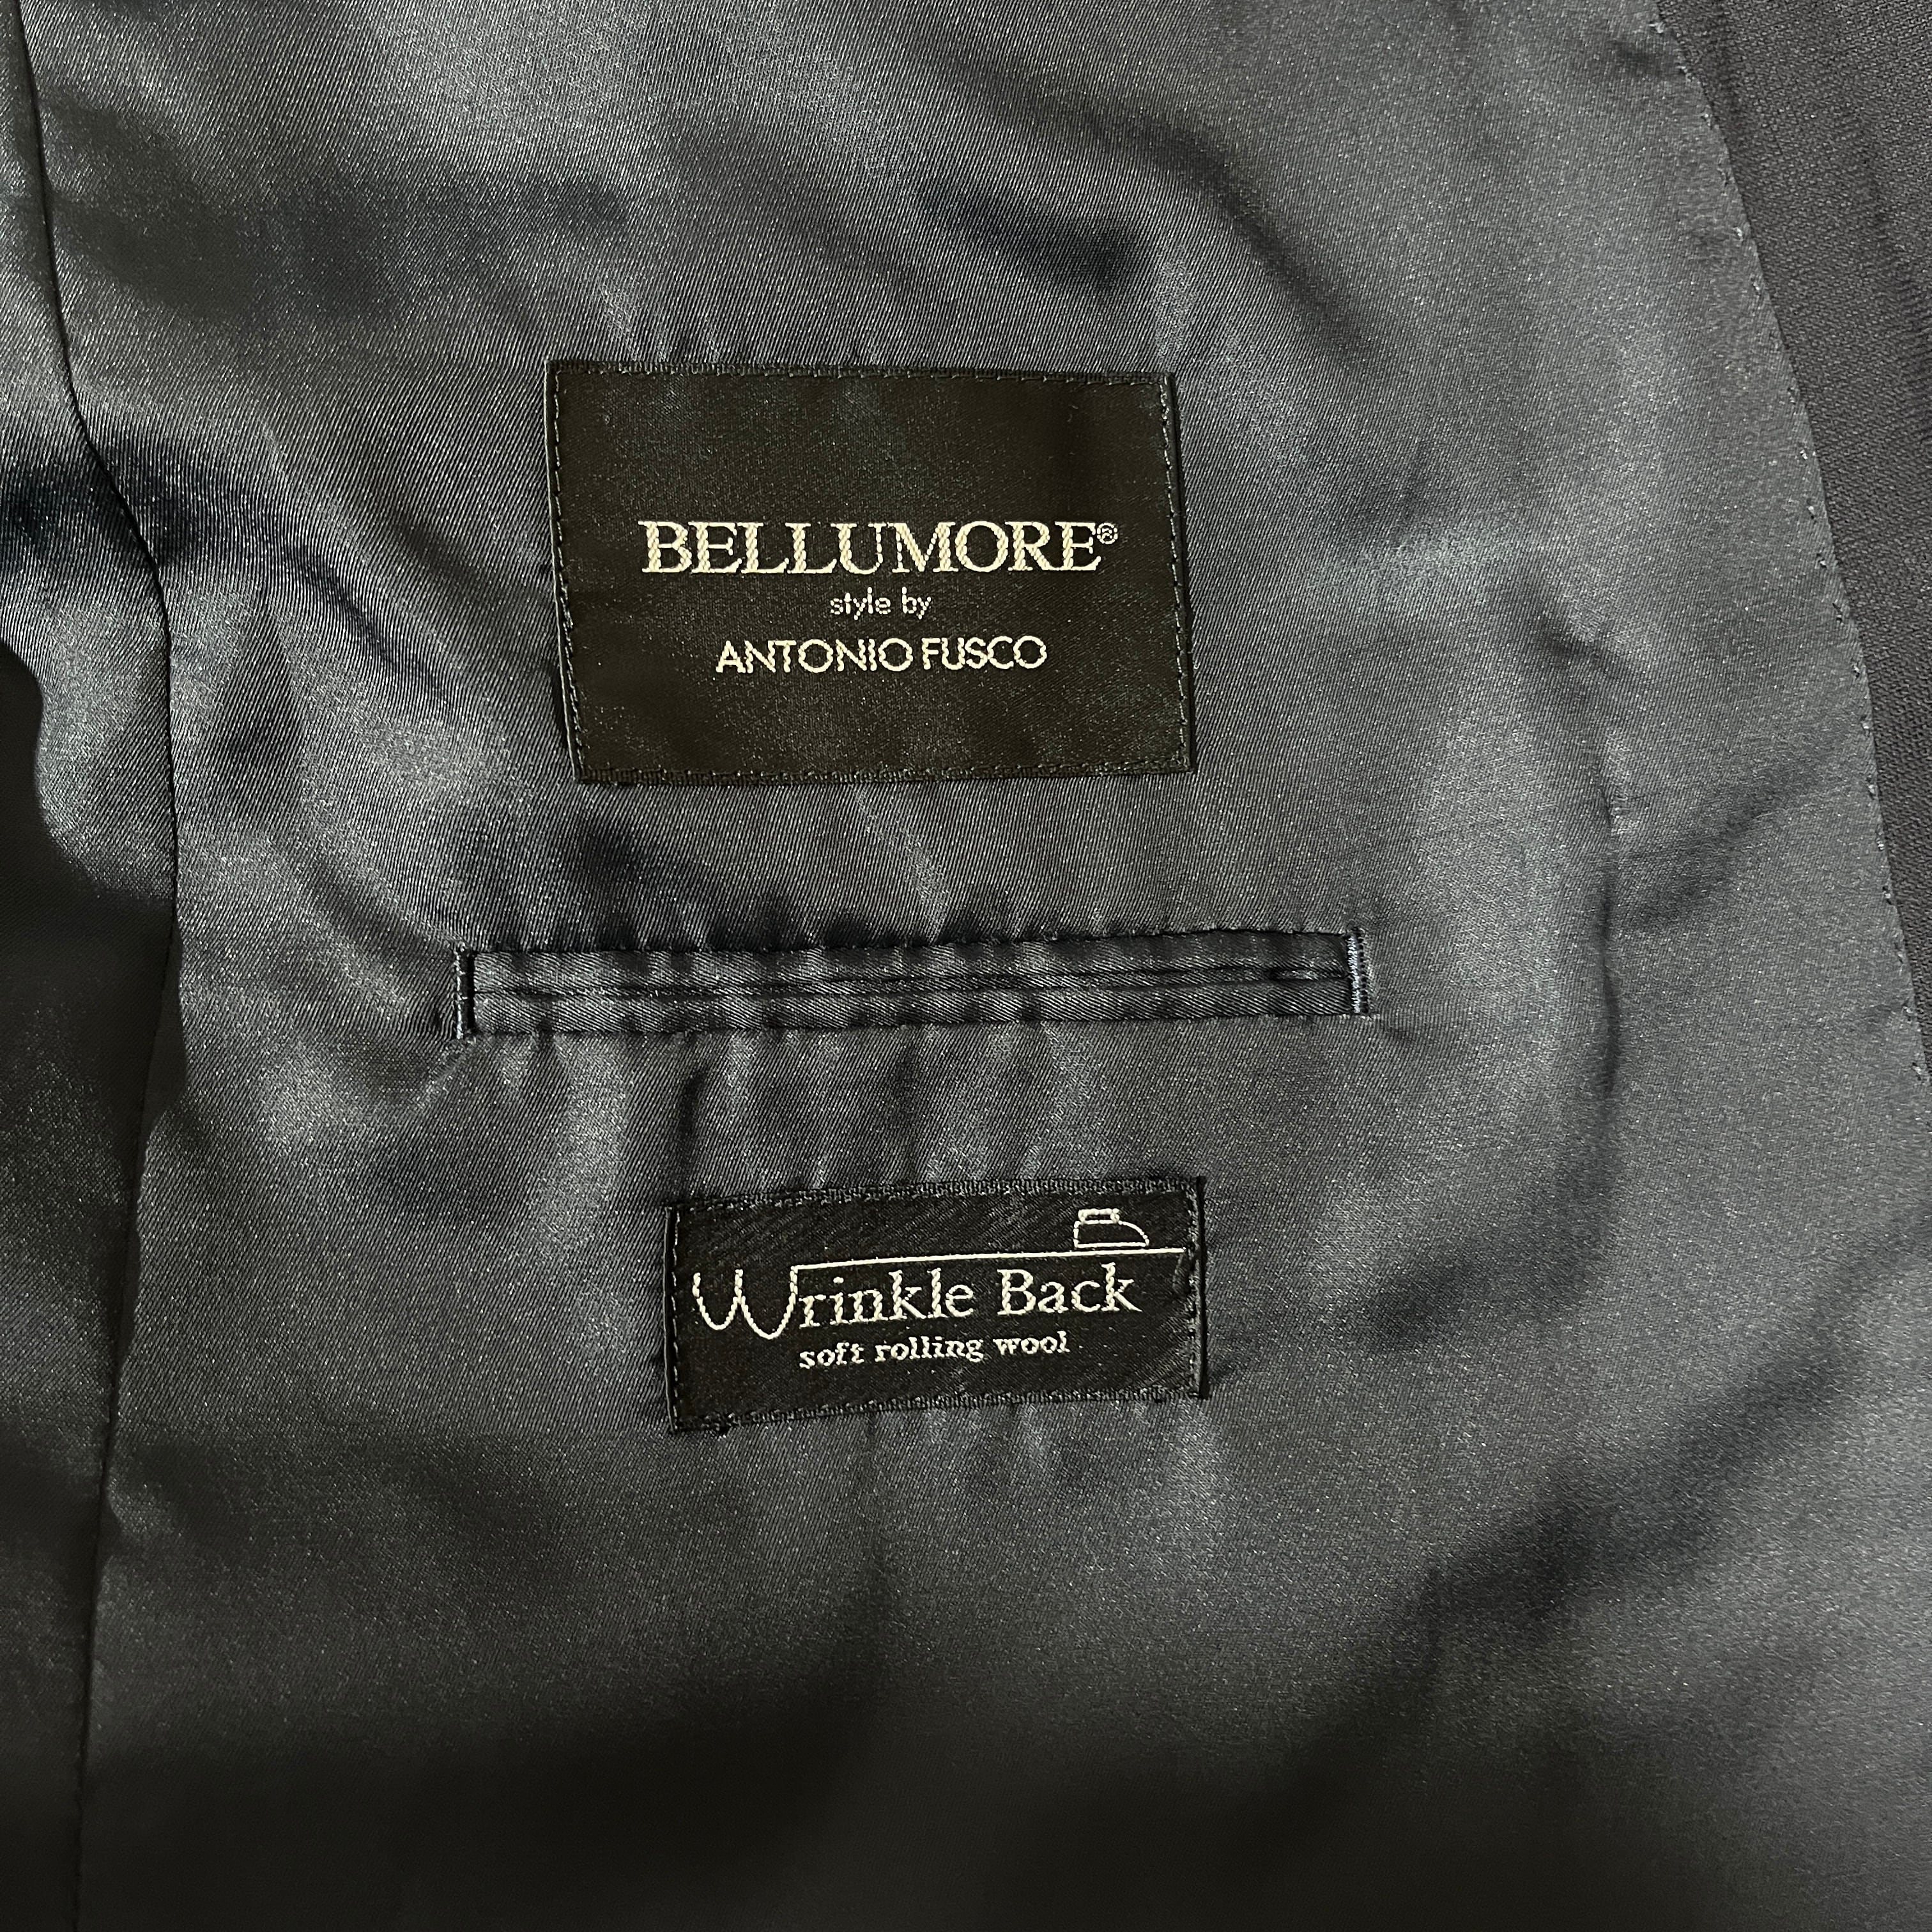 BELLUMORE®
style by
ANTONIO FUSCO
Wrinkle Back
soft rolling wool